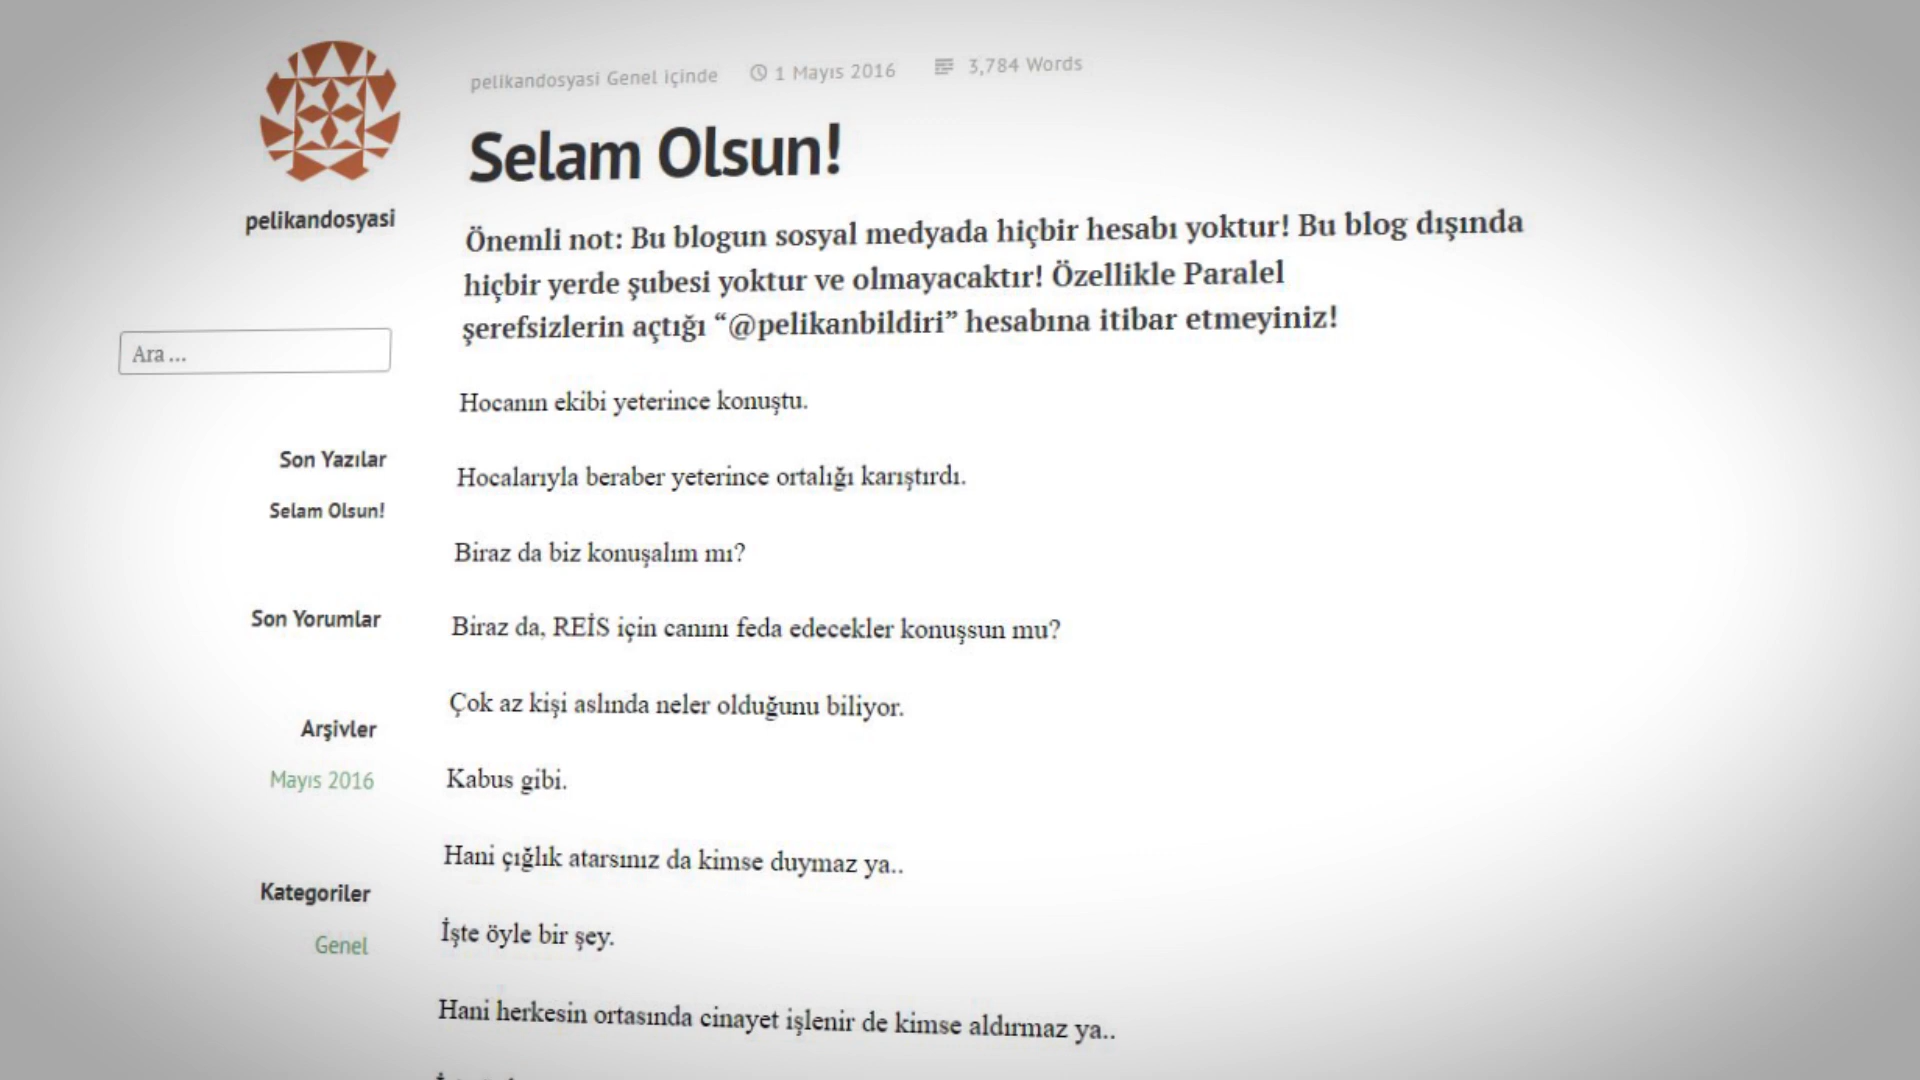 pelikandosyasi Genel içinde 1 Mayıs 2016 3,784 Words
Selam Olsun!
pelikandosyasi
Önemli not: Bu blogun sosyal medyada hiçbir hesabı yoktur! Bu blog dışında
hiçbir yerde şubesi yoktur ve olmayacaktır! Özellikle Paralel
şerefsizlerin açtığı “@pelikanbildiri” hesabına itibar etmeyiniz!
Ara ...
Hocanın ekibi yeterince konuştu.
Son Yazılar
Hocalarıyla beraber yeterince ortalığı karıştırdı.
Selam Olsun!
Biraz da biz konuşalım mı?
Son Yorumlar
Biraz da, REİS için canını feda edecekler konuşsun mu?
Çok az kişi aslında neler olduğunu biliyor.
Arşivler
Mayıs 2016
Kabus gibi.
Hani çığlık atarsınız da kimse duymaz ya..
Kategoriler
Genel
İşte öyle bir şey.
Hani herkesin ortasında cinayet işlenir de kimse aldırmaz ya..